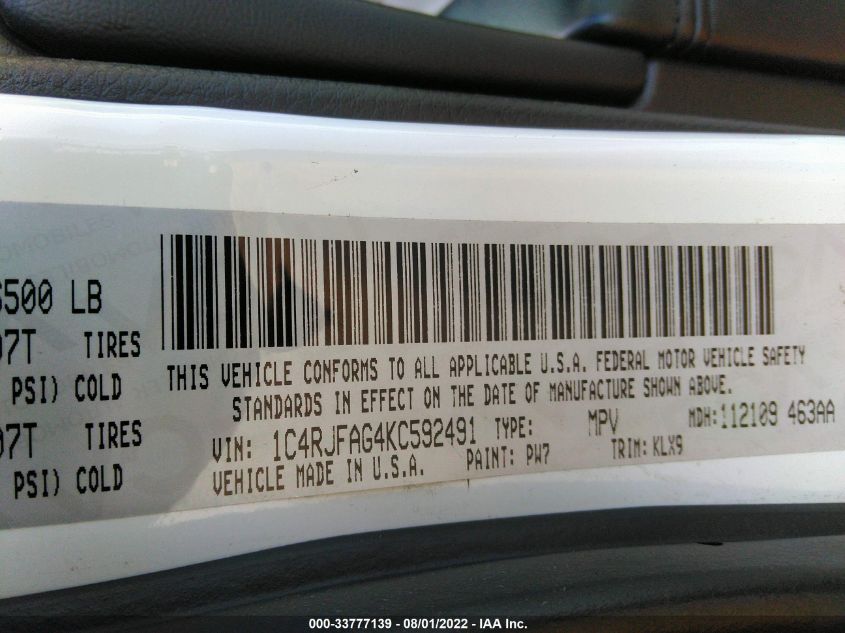 500 LB
07T TIRES
PSI) COLD
07T TIRES
PSI) COLD
THIS VEHICLE CONFORMS TO ALL APPLICABLE U.S.A. FEDERAL MOTOR VEHICLE SAFETY
STANDARDS IN EFFECT ON THE DATE OF MANUFACTURE SHOWN ABOVE.
VIN: 1C4RJFAG4KC592491 TYPE: MPV MDH: 112109 463AA
VEHICLE MADE IN U.S.A. PAINT: PW7 TRIM: KLX9
000-33777139 - 08/01/2022 - IAA Inc.